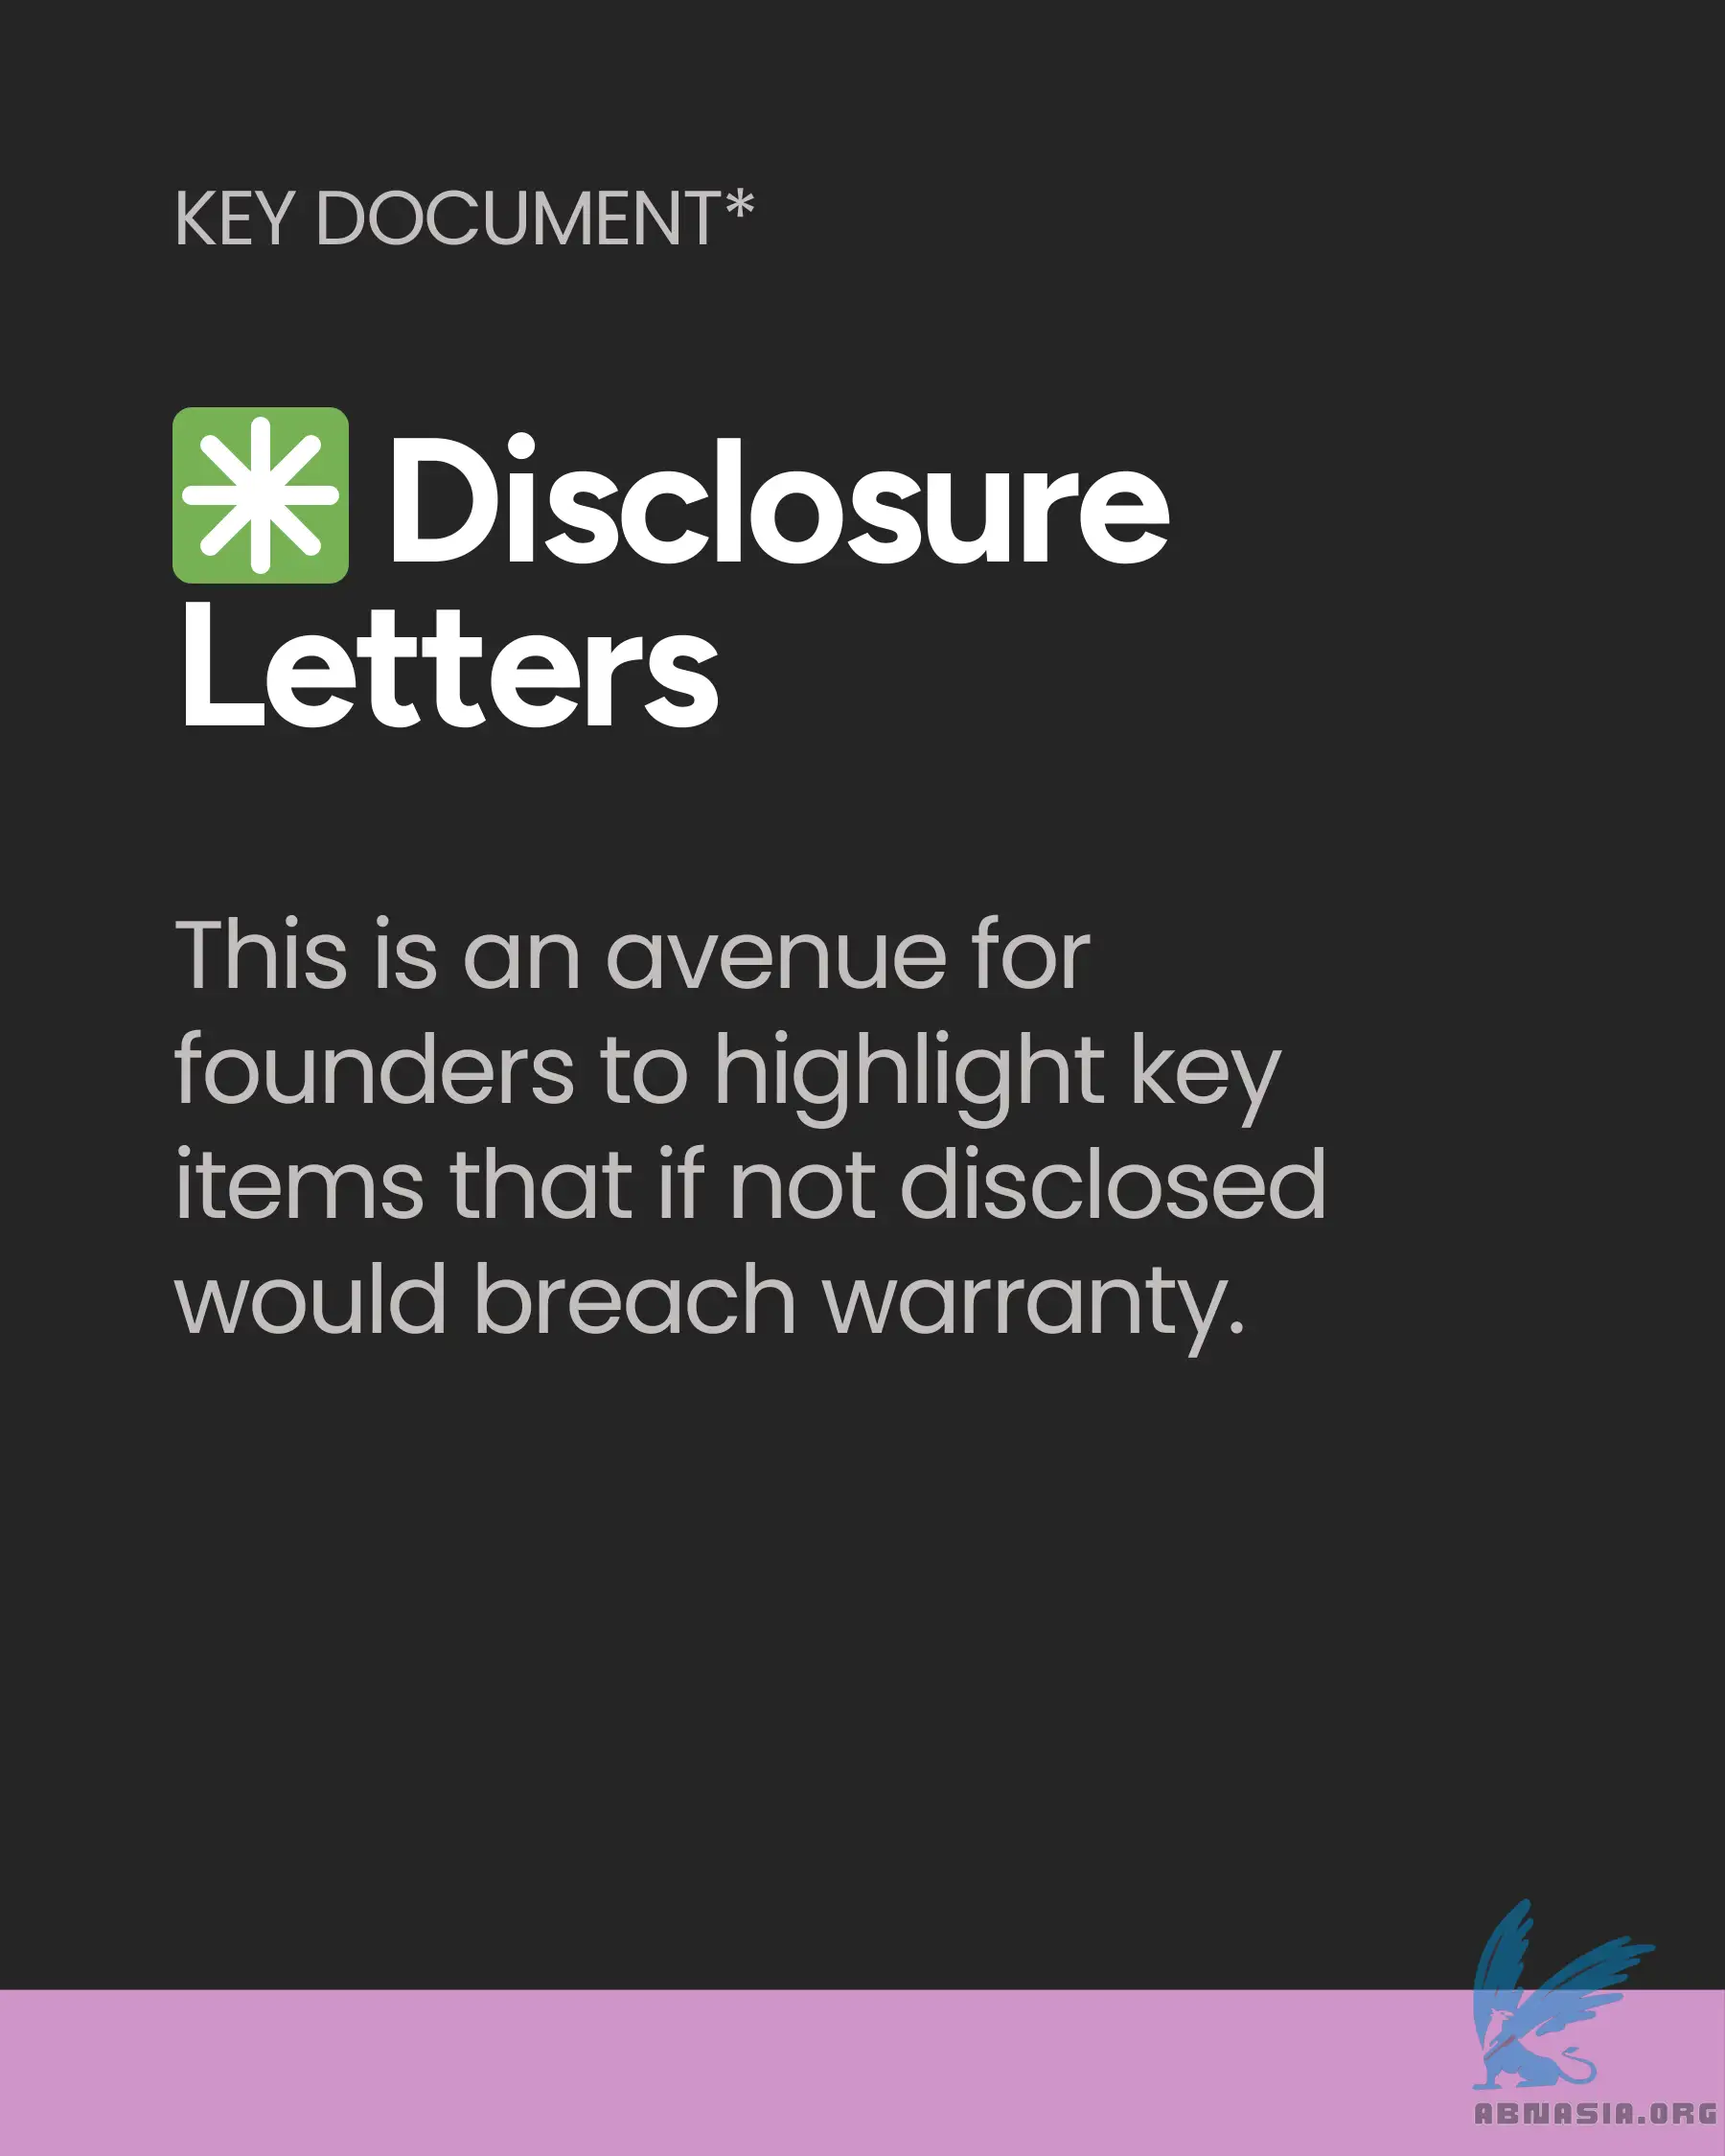 KEY DOCUMENT*
Disclosure
Letters
This is an avenue for
founders to highlight key
items that if not disclosed
would breach warranty.
ABNASIA.ORG